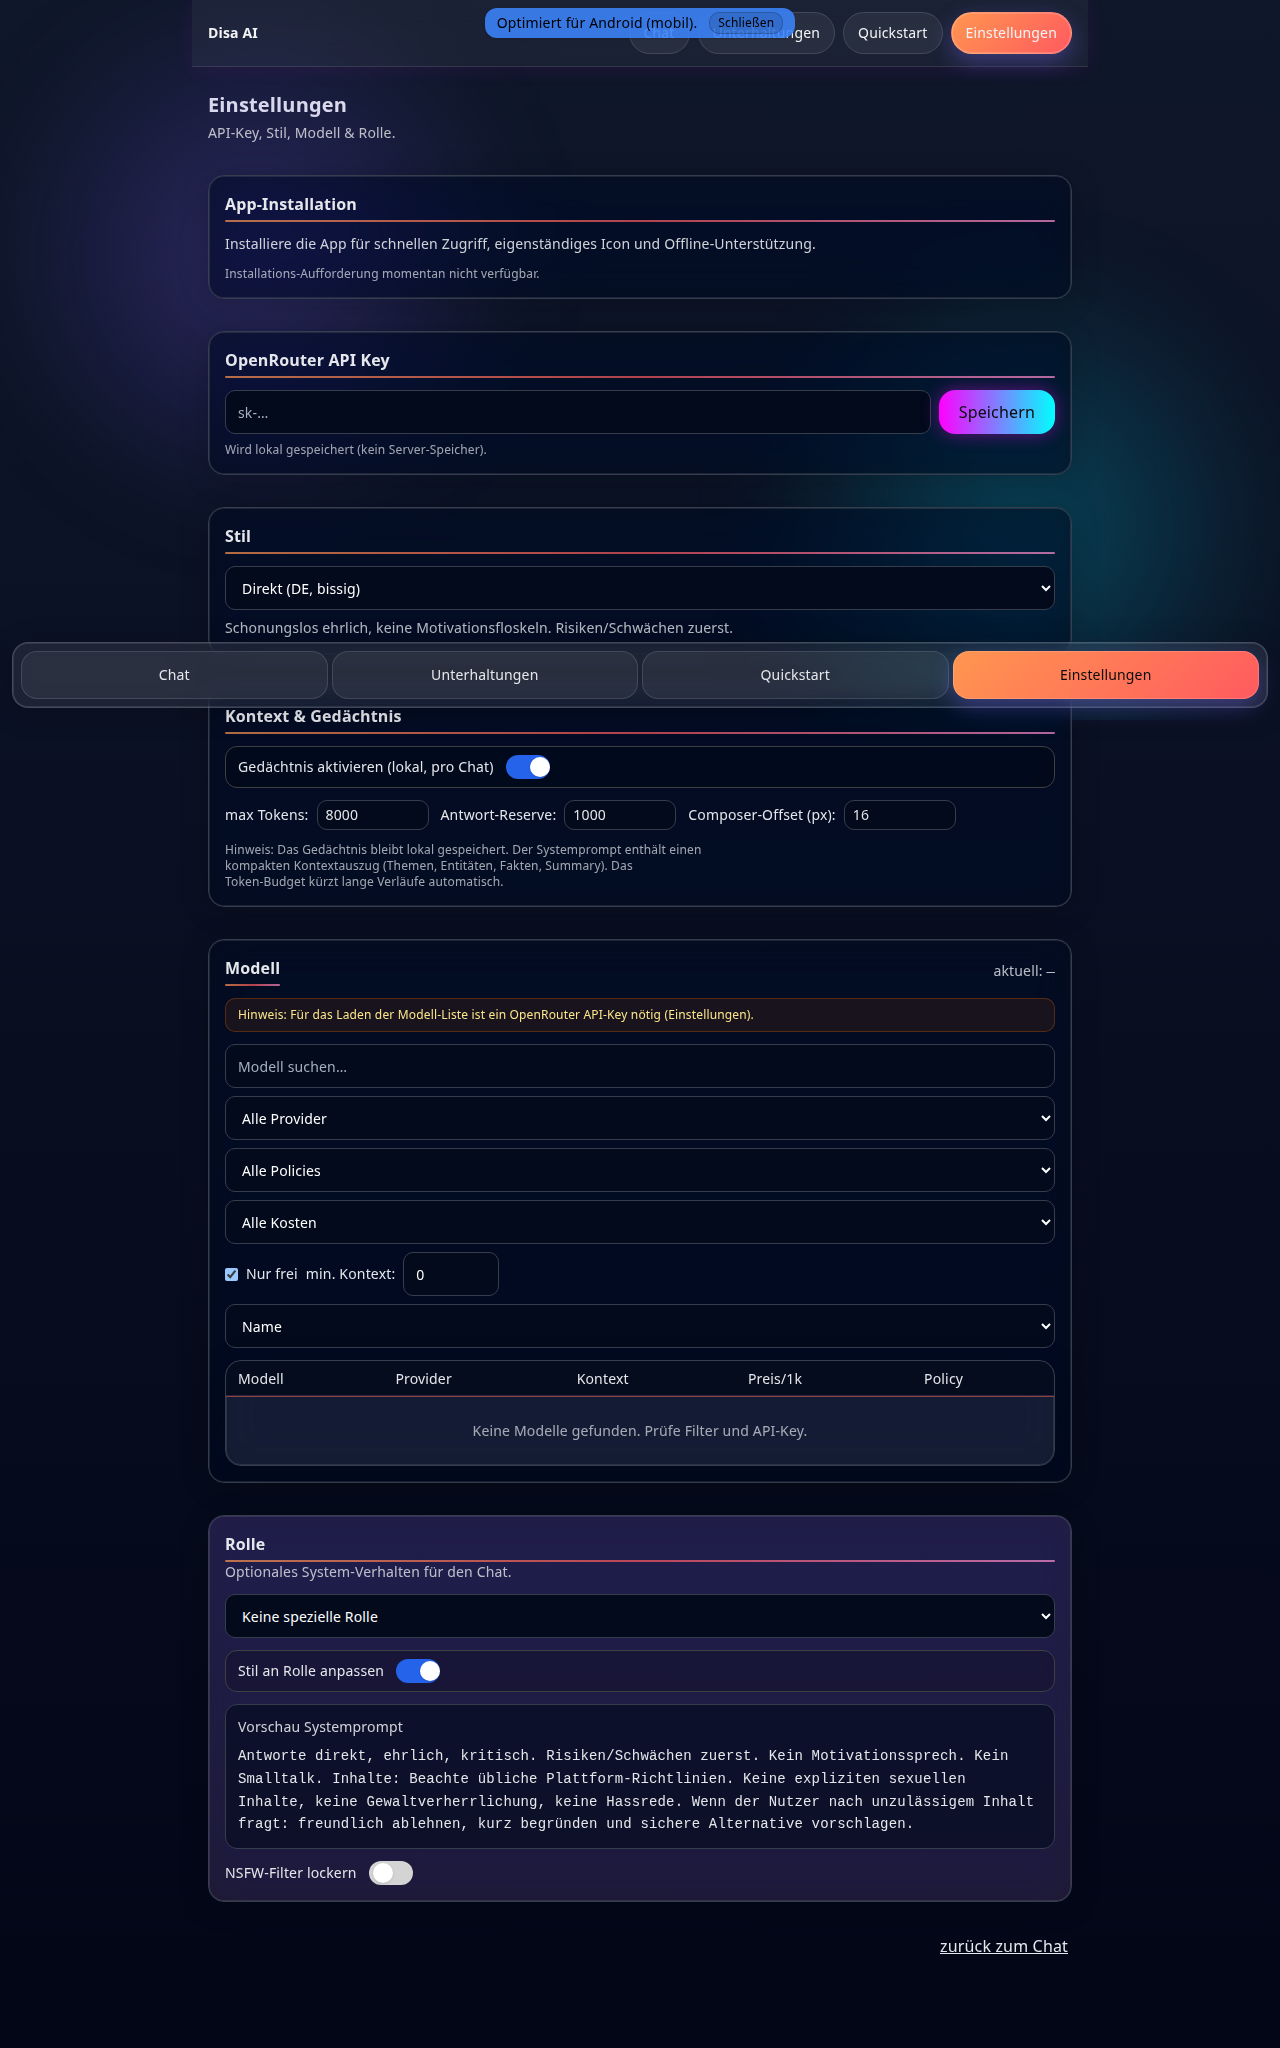 Disa AI
Optimiert für Android (mobil). Schließen
Chat
Unterhaltungen
Quickstart
Einstellungen
Einstellungen
API-Key, Stil, Modell & Rolle.
App-Installation
Installiere die App für schnellen Zugriff, eigenständiges Icon und Offline-Unterstützung.
Installations-Aufforderung momentan nicht verfügbar.
OpenRouter API Key
sk-...
Speichern
Wird lokal gespeichert (kein Server-Speicher).
Stil
Direkt (DE, bissig)
Schonungslos ehrlich, keine Motivationsfloskeln. Risiken/Schwächen zuerst.
Chat
Unterhaltungen
Quickstart
Einstellungen
Kontext & Gedächtnis
Gedächtnis aktivieren (lokal, pro Chat)
max Tokens: 8000 Antwort-Reserve: 1000 Composer-Offset (px): 16
Hinweis: Das Gedächtnis bleibt lokal gespeichert. Der Systemprompt enthält einen
kompakten Kontextauszug (Themen, Entitäten, Fakten, Summary). Das
Token-Budget kürzt lange Verläufe automatisch.
Modell
aktuell: —
Hinweis: Für das Laden der Modell-Liste ist ein OpenRouter API-Key nötig (Einstellungen).
Modell suchen...
Alle Provider
Alle Policies
Alle Kosten
Nur frei min. Kontext: 0
Name
Modell Provider Kontext Preis/1k Policy
Keine Modelle gefunden. Prüfe Filter und API-Key.
Rolle
Optionales System-Verhalten für den Chat.
Keine spezielle Rolle
Stil an Rolle anpassen
Vorschau Systemprompt
Antworte direkt, ehrlich, kritisch. Risiken/Schwächen zuerst. Kein Motivationssprech. Kein
Smalltalk. Inhalte: Beachte übliche Plattform-Richtlinien. Keine expliziten sexuellen
Inhalte, keine Gewaltverherrlichung, keine Hassrede. Wenn der Nutzer nach unzulässigem Inhalt
fragt: freundlich ablehnen, kurz begründen und sichere Alternative vorschlagen.
NSFW-Filter lockern
zurück zum Chat